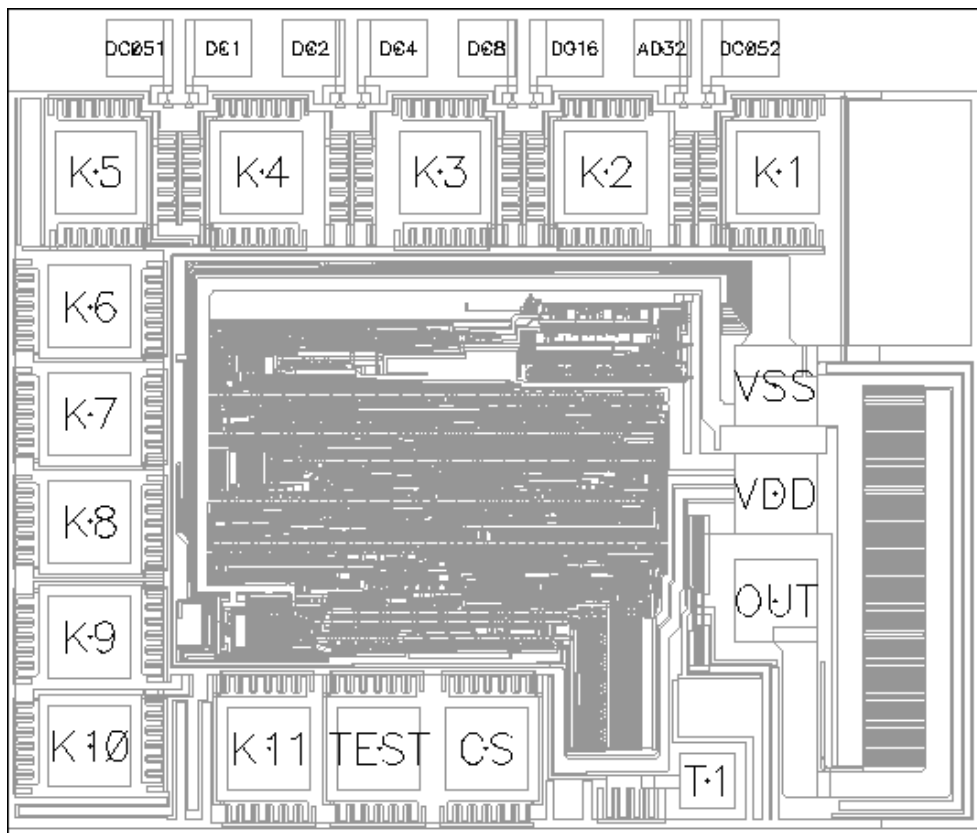 DC051 DC1 DC2 DC4 DC8 DC16 AD32 DC052
K5 K4 K3 K2 K1
K6
K7
K8
K9
K10
VSS
VDD
OUT
K11 TEST CS
T1